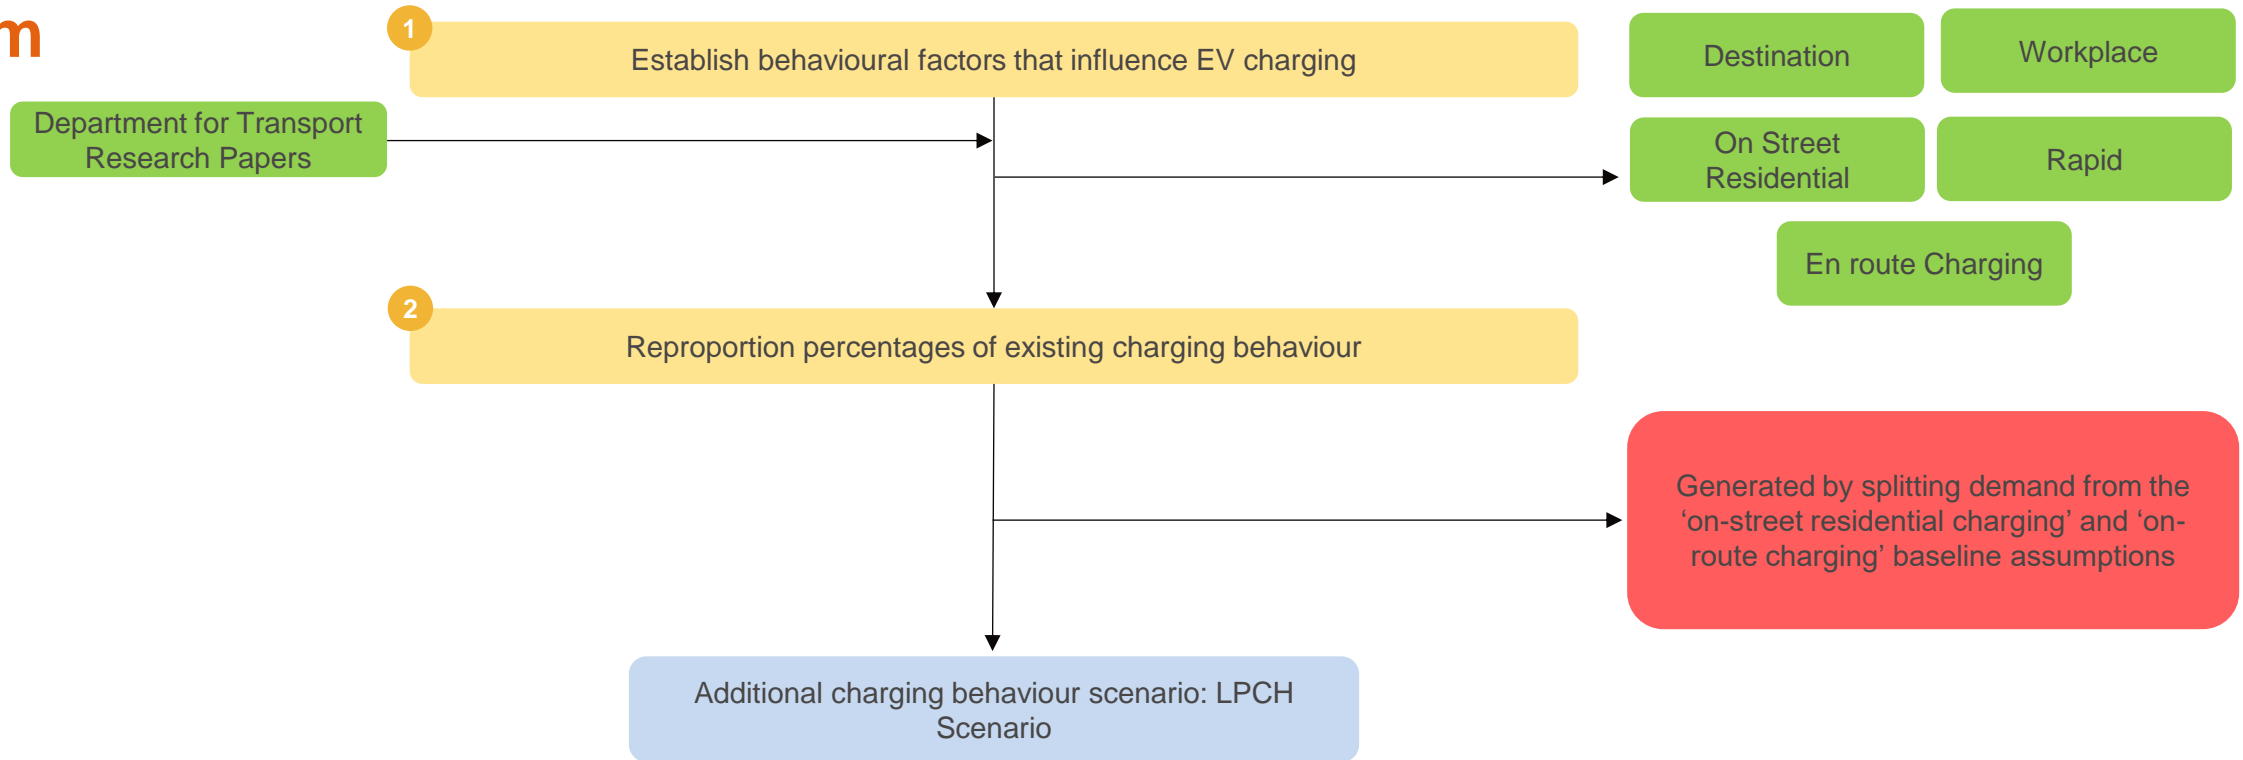 m
1
Establish behavioural factors that influence EV charging
Destination
Workplace
Department for Transport
Research Papers
On Street
Residential
Rapid
En route Charging
2
Reproportion percentages of existing charging behaviour
Generated by splitting demand from the
‘on-street residential charging’ and ‘on-
route charging’ baseline assumptions
Additional charging behaviour scenario: LPCH
Scenario